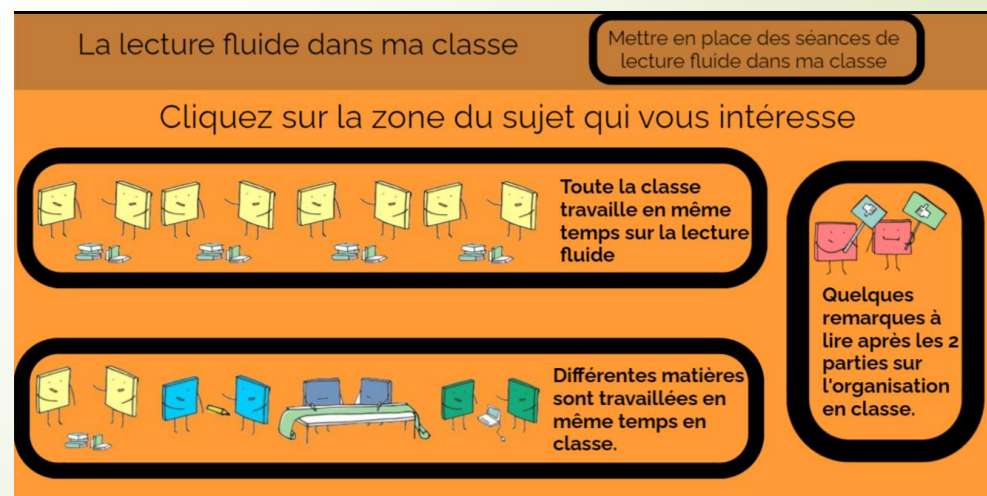 La lecture fluide dans ma classe
Mettre en place des séances de
lecture fluide dans ma classe
Cliquez sur la zone du sujet qui vous intéresse
Toute la classe
travaille en même
temps sur la lecture
fluide
Quelques
remarques à
lire après les 2
parties sur
l'organisation
en classe.
Différentes matières
sont travaillées en
même temps en
classe.